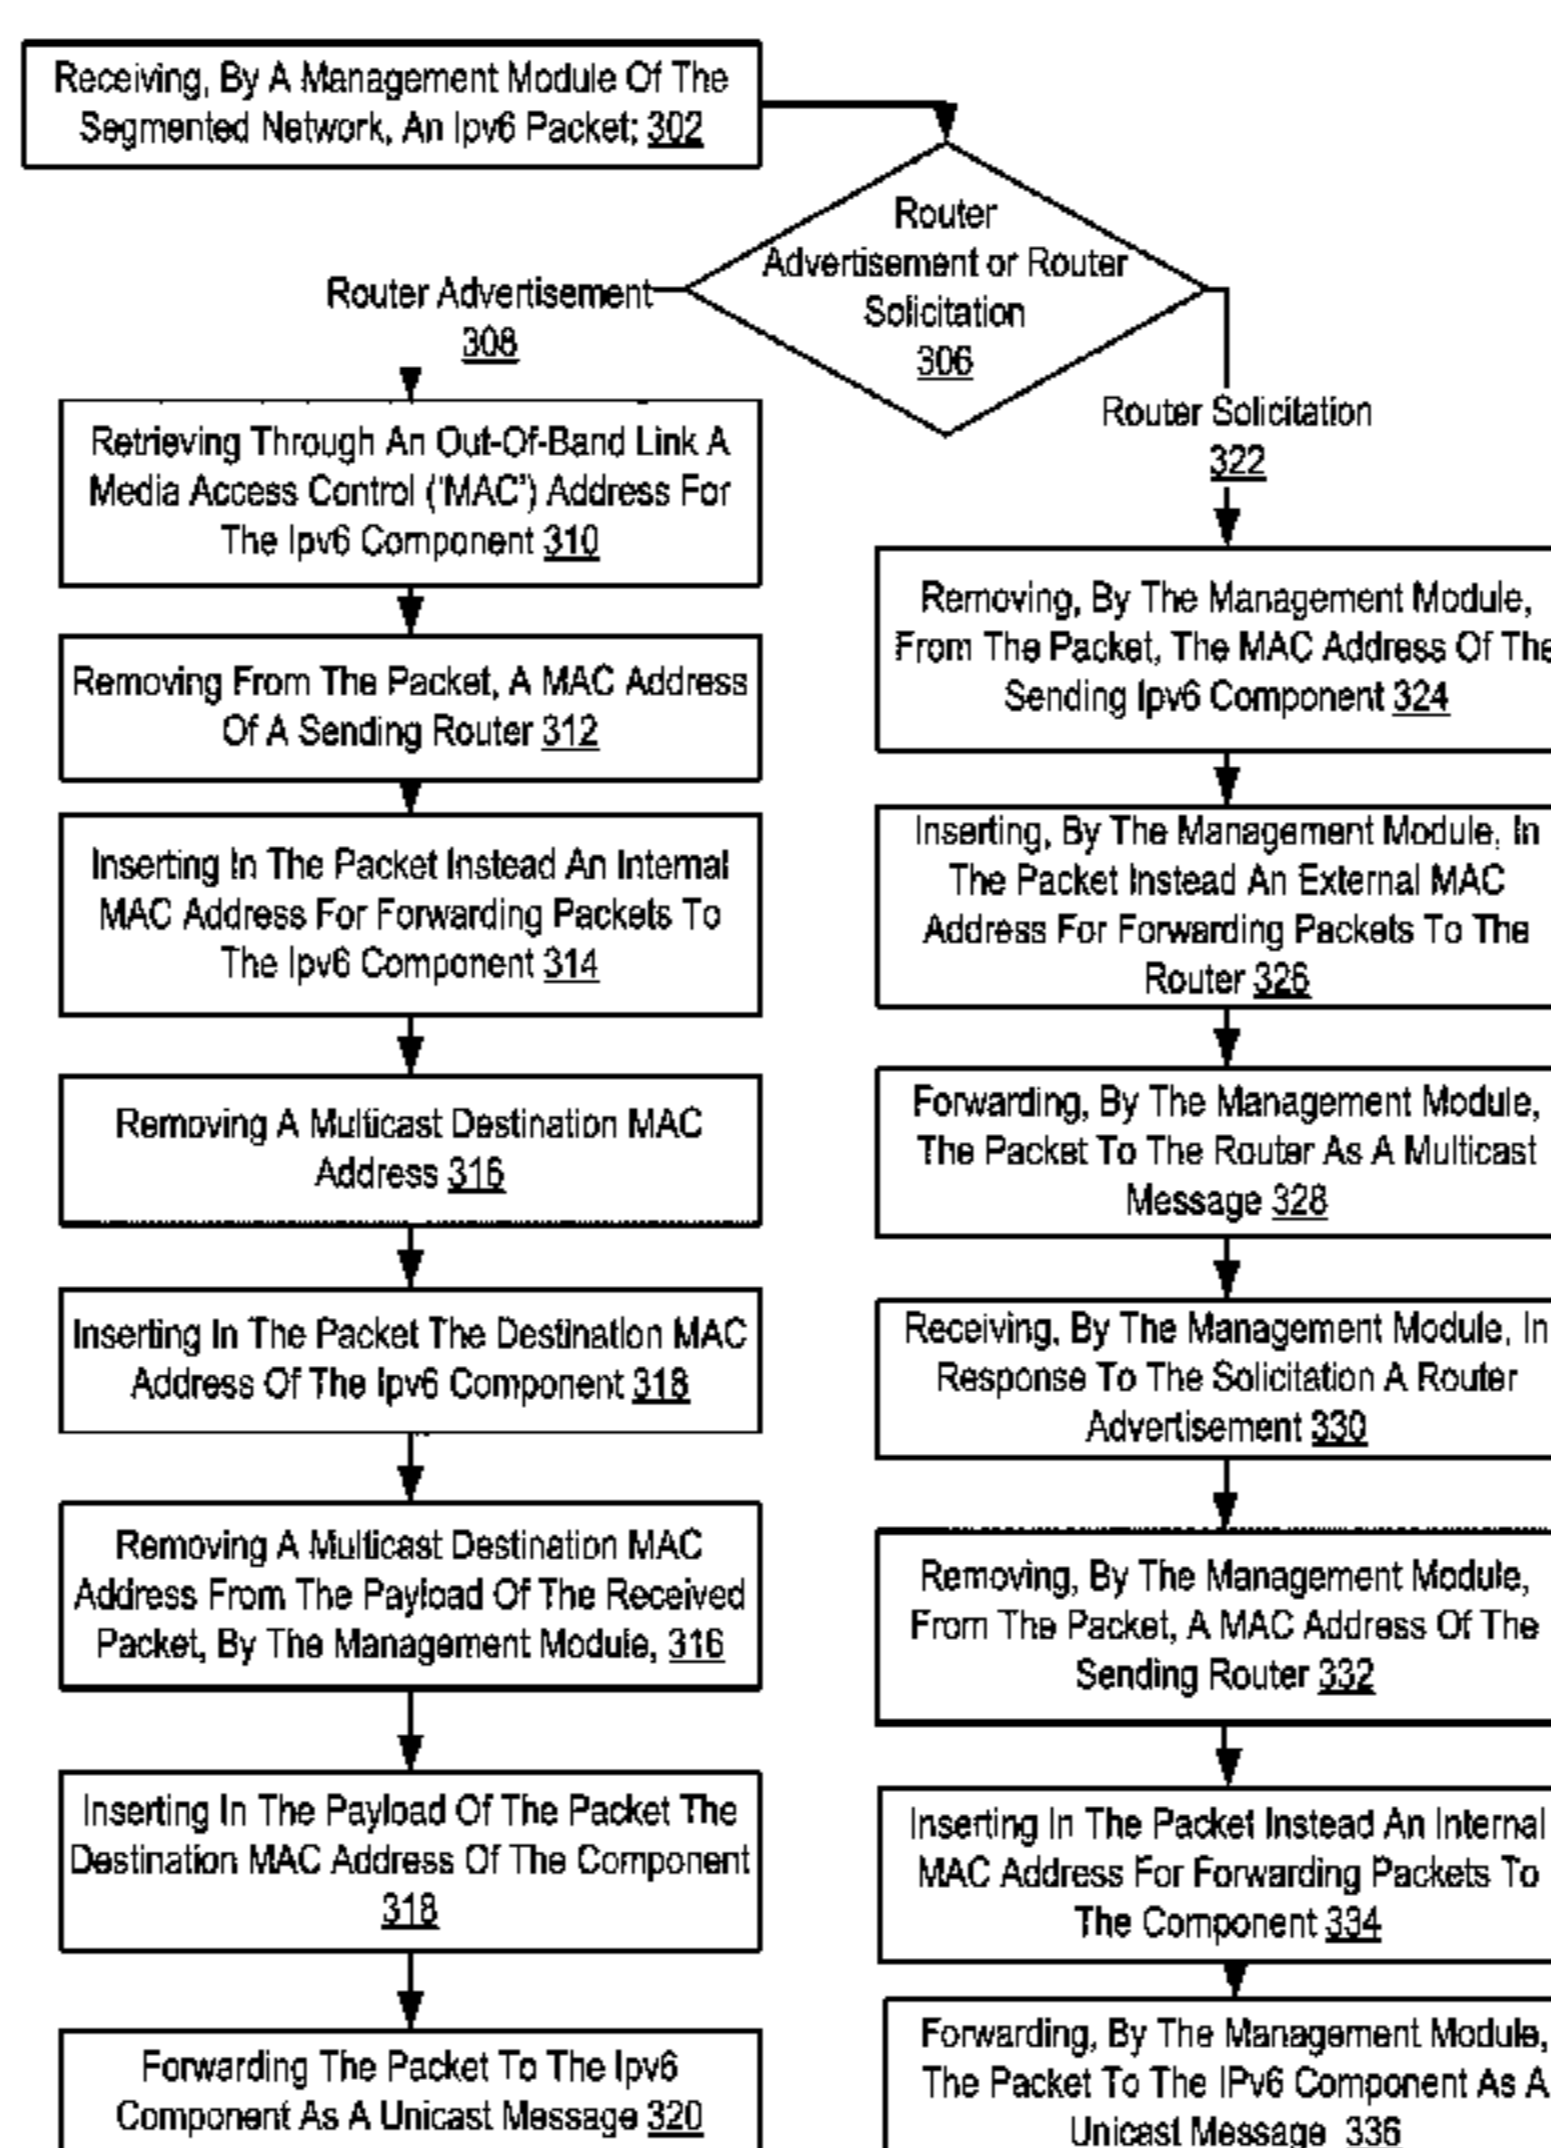 Receiving, By A Management Module Of The
Segmented Network, An Ipv6 Packet; 302
Router
Advertisement or Router
Solicitation
306
Router Advertisement
308
Router Solicitation
322
Retrieving Through An Out-Of-Band Link A
Media Access Control ('MAC') Address For
The Ipv6 Component 310
Removing From The Packet, A MAC Address
Of A Sending Router 312
Inserting In The Packet Instead An Internal
MAC Address For Forwarding Packets To
The Ipv6 Component 314
Removing A Multicast Destination MAC
Address 316
Inserting In The Packet The Destination MAC
Address Of The Ipv6 Component 318
Removing A Multicast Destination MAC
Address From The Payload Of The Received
Packet, By The Management Module, 316
Inserting In The Payload Of The Packet The
Destination MAC Address Of The Component
318
Forwarding The Packet To The Ipv6
Component As A Unicast Message 320
Removing, By The Management Module,
From The Packet, The MAC Address Of The
Sending Ipv6 Component 324
Inserting, By The Management Module, In
The Packet Instead An External MAC
Address For Forwarding Packets To The
Router 326
Forwarding, By The Management Module,
The Packet To The Router As A Multicast
Message 328
Receiving, By The Management Module, In
Response To The Solicitation A Router
Advertisement 330
Removing, By The Management Module,
From The Packet, A MAC Address Of The
Sending Router 332
Inserting In The Packet Instead An Internal
MAC Address For Forwarding Packets To
The Component 334
Forwarding, By The Management Module,
The Packet To The IPv6 Component As A
Unicast Message 336